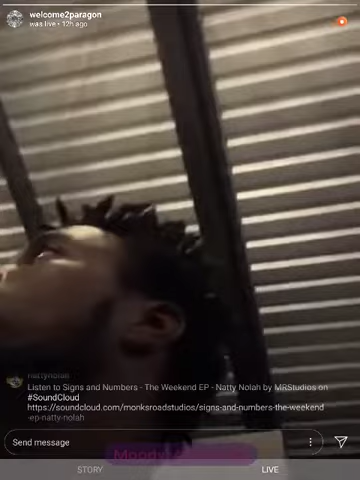 welcome2paragon
was live • 12h ago
nattynolah
Listen to Signs and Numbers - The Weekend EP - Natty Nolah by MRStudios on
#SoundCloud
https://soundcloud.com/monksroadstudios/signs-and-numbers-the-weekend
-ep-natty-nolah
Send message
STORY
LIVE